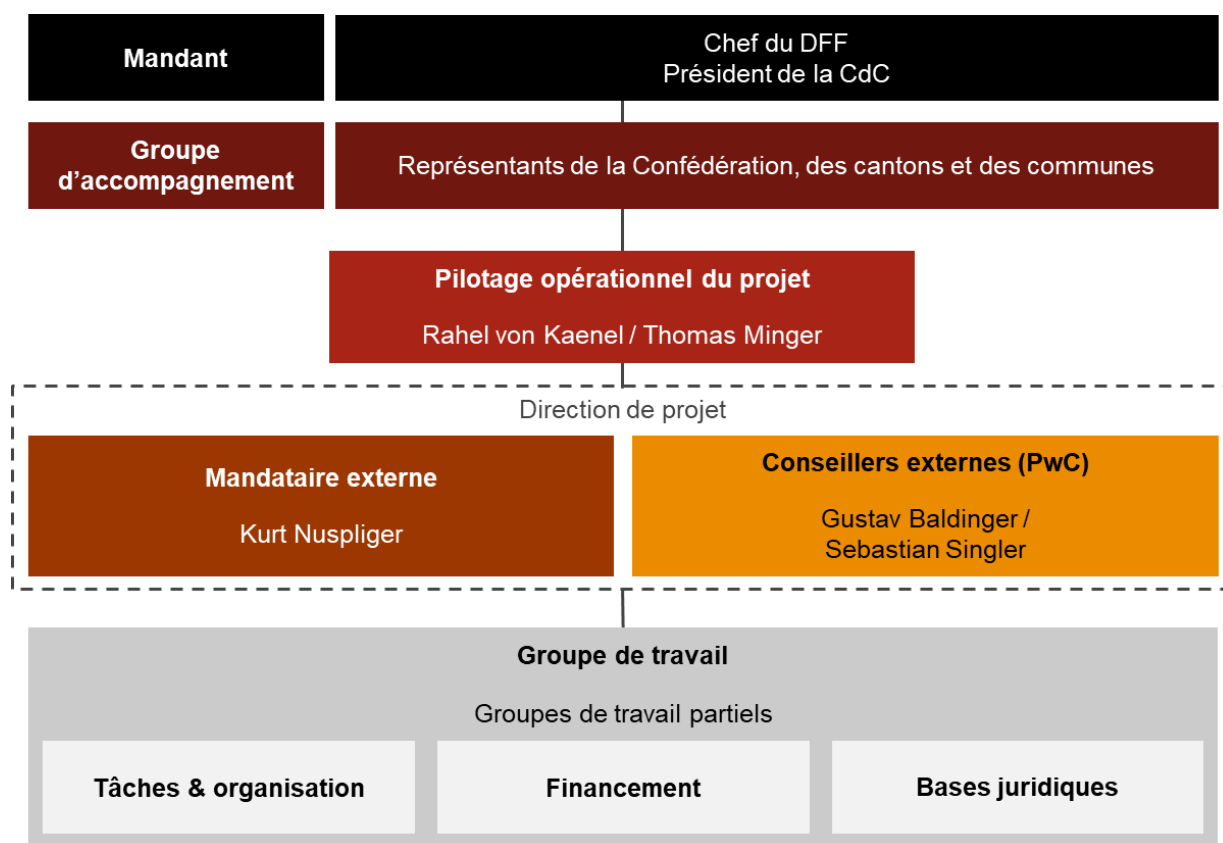 Mandant
Chef du DFF
Président de la CdC
Groupe
d’accompagnement
Représentants de la Confédération, des cantons et des communes
Pilotage opérationnel du projet
Rahel von Kaenel / Thomas Minger
Direction de projet
Mandataire externe
Kurt Nuspliger
Conseillers externes (PwC)
Gustav Baldinger /
Sebastian Singler
Groupe de travail
Groupes de travail partiels
Tâches & organisation
Financement
Bases juridiques